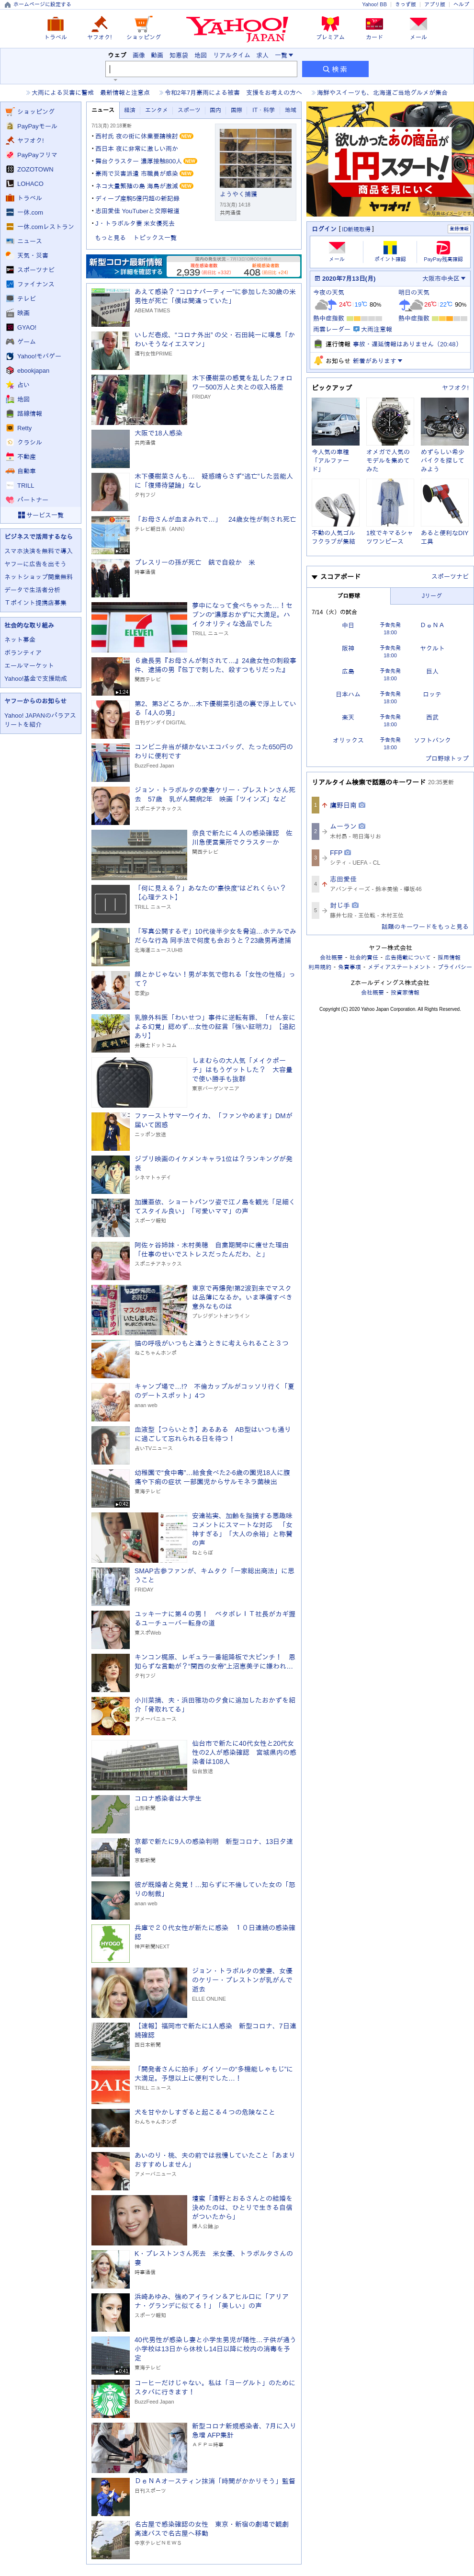 ホームページに設定する
Yahoo! BB
きっず版
アプリ版
ヘルプ
トラベル
ヤフオク!
ショッピング
YAHOO! JAPAN
プレミアム
カード
メール
ウェブ 画像 動画 知恵袋 地図 リアルタイム 求人 一覧
検索
大雨による災害に警戒 最新情報と注意点
令和2年7月豪雨による被害 支援をお考えの方へ
海鮮やスイーツも、北海道ご当地グルメが集合
ショッピング
PayPayモール
ヤフオク!
PayPayフリマ
ZOZOTOWN
LOHACO
トラベル
一休.com
一休.comレストラン
ニュース
天気・災害
スポーツナビ
ファイナンス
テレビ
映画
GYAO!
ゲーム
Yahoo!モバゲー
ebookjapan
占い
地図
路線情報
Retty
クラシル
不動産
自動車
TRILL
パートナー
サービス一覧
ビジネスで活用するなら
スマホ決済を無料で導入
ヤフーに広告を出そう
ネットショップ開業無料
データで生活者分析
Tポイント提携店募集
社会的な取り組み
ネット募金
ボランティア
エールマーケット
Yahoo!基金で支援助成
ヤフーからのお知らせ
Yahoo! JAPANのパラアスリートを紹介
ニュース 経済 エンタメ スポーツ 国内 国際 IT・科学 地域
7/13(月) 20:18更新
西村氏 夜の街に休業要請検討 NEW
西日本 夜に非常に激しい雨か
舞台クラスター 濃厚接触800人 NEW
豪雨で災害派遣 市職員が感染 NEW
ネコ大量繁殖の島 海鳥が激減 NEW
ディープ産駒5億円超の新記録
志田愛佳 YouTuberと交際報道
J・トラボルタ妻 米女優死去
もっと見る トピックス一覧
ようやく捕獲
7/13(月) 14:18
共同通信
新型コロナ最新情報
詳細を確認
2,939
408
あえて感染？ “コロナパーティー”に参加した30歳の米男性が死亡「僕は間違っていた」
ABEMA TIMES
いしだ壱成、“コロナ外出” の父・石田純一に嘆息「かわいそうなイエスマン」
週刊女性PRIME
木下優樹菜の感覚を乱したフォロワー500万人と夫との収入格差
FRIDAY
大阪で18人感染
共同通信
木下優樹菜さんも… 疑惑晴らさず“逃亡”した芸能人に「復帰待望論」なし
夕刊フジ
「お母さんが血まみれで…」 24歳女性が刺され死亡
テレビ朝日系（ANN）
プレスリーの孫が死亡 銃で自殺か 米
時事通信
夢中になって食べちゃった…！セブンの“濃厚おかず”に大満足。ハイクオリティな逸品でした
TRILL ニュース
６歳長男『お母さんが刺されて…』24歳女性の刺殺事件、逮捕の男『包丁で刺した、殺すつもりだった』
関西テレビ
1:24
第2、第3どころか…木下優樹菜引退の裏で浮上している「4人の男」
日刊ゲンダイDIGITAL
コンビニ弁当が傾かないエコバッグ、たった650円のわりに便利です
BuzzFeed Japan
ジョン・トラボルタの愛妻ケリー・プレストンさん死去 57歳 乳がん闘病2年 映画「ツインズ」など
スポニチアネックス
奈良で新たに４人の感染確認 佐川急便営業所でクラスターか
関西テレビ
「何に見える？」あなたの“豪快度”はどれくらい？【心理テスト】
TRILL ニュース
「写真公開するぞ」10代後半少女を脅迫…ホテルでみだらな行為 同手法で何度も会おうと？23歳男再逮捕
北海道ニュースUHB
顔とかじゃない！男が本気で惚れる「女性の性格」って？
恋愛jp
乳腺外科医「わいせつ」事件に逆転有罪、「せん妄による幻覚」認めず…女性の証言「強い証明力」【追記あり】
弁護士ドットコム
しまむらの大人気「メイクポーチ」はもうゲットした？ 大容量で使い勝手も抜群
東京バーゲンマニア
ファーストサマーウイカ、「ファンやめます」DMが届いて困惑
ニッポン放送
ジブリ映画のイケメンキャラ1位は？ランキングが発表
シネマトゥデイ
加護亜依、ショートパンツ姿で江ノ島を観光「足細くてスタイル良い」「可愛いママ」の声
スポーツ報知
阿佐ヶ谷姉妹・木村美穂 自粛期間中に痩せた理由「仕事のせいでストレスだったんだわ、と」
スポニチアネックス
東京で再爆発!第2波到来でマスクは品薄になるか。いま準備すべき意外なものは
プレジデントオンライン
猫の呼吸がいつもと違うときに考えられること３つ
ねこちゃんホンポ
キャンプ場で…!? 不倫カップルがコッソリ行く「夏のデートスポット」4つ
anan web
血液型【つらいとき】あるある AB型はいつも通りに過ごして忘れられる日を待つ！
占いTVニュース
幼稚園で“食中毒”…給食食べた2-6歳の園児18人に腹痛や下痢の症状 一部園児からサルモネラ菌検出
東海テレビ
0:42
安達祐実、加齢を指摘する悪趣味コメントにスマートな対応 「女神すぎる」「大人の余裕」と称賛の声
ねとらぼ
SMAP古参ファンが、キムタク「一家総出商法」に思うこと
FRIDAY
ユッキーナに第４の男！ ベタボレＩＴ社長がカギ握るユーチューバー転身の道
東スポWeb
キンコン梶原、レギュラー番組降板で大ピンチ！ 悪知らずな言動が？“関西の女帝”上沼恵美子に嫌われ…
夕刊フジ
小川菜摘、夫・浜田雅功の夕食に追加したおかずを紹介「骨取れてる」
アメーバニュース
仙台市で新たに40代女性と20代女性の2人が感染確認 宮城県内の感染者は108人
仙台放送
コロナ感染者は大学生
山形新聞
京都で新たに9人の感染判明 新型コロナ、13日夕速報
京都新聞
彼が既婚者と発覚！…知らずに不倫していた女の「怒りの制裁」
anan web
兵庫で２０代女性が新たに感染 １０日連続の感染確認
神戸新聞NEXT
HYOGO
ジョン・トラボルタの愛妻、女優のケリー・プレストンが乳がんで逝去
ELLE ONLINE
【速報】福岡市で新たに1人感染 新型コロナ、7日連続確認
西日本新聞
「開発者さんに拍手」ダイソーの“多機能しゃもじ”に大満足。予想以上に便利でした…！
TRILL ニュース
犬を甘やかしすぎると起こる４つの危険なこと
わんちゃんホンポ
あいのり・桃、夫の前では我慢していたこと「あまりおすすめしません」
アメーバニュース
壇蜜「清野とおるさんとの結婚を決めたのは、ひとりで生きる自信がついたから」
婦人公論.jp
K・プレストンさん死去 米女優、トラボルタさんの妻
時事通信
浜崎あゆみ、強めアイライン＆アヒル口に「アリアナ・グランデに似てる！」「美しい」の声
スポーツ報知
40代男性が感染し妻と小学生男児が陽性…子供が通う小学校は13日から休校し14日以降に校内の消毒を予定
東海テレビ
0:41
コーヒーだけじゃない。私は「ヨーグルト」のためにスタバに行きます！
BuzzFeed Japan
新型コロナ新規感染者、7月に入り急増 AFP集計
ＡＦＰ＝時事
ＤｅＮＡオースティン抹消「時間がかかりそう」監督
日刊スポーツ
名古屋で感染確認の女性 東京・新宿の劇場で観劇 高速バスで名古屋へ移動
中京テレビＮＥＷＳ
欲しかったあの商品が
1円スタート!
商品を見にいく
ヤフオク!
ログイン [ ID新規取得 ]
登録情報
メール
ポイント確認
PayPay残高確認
2020年7月13日(月)
大阪市中央区
今夜の天気
24℃ 19℃ 80%
明日の天気
26℃ 22℃ 90%
熱中症指数
熱中症指数
雨雲レーダー 大雨注意報
運行情報 事故・遅延情報はありません（20:48）
お知らせ 新着があります
ピックアップ
ヤフオク!
今人気の車種「アルファード」
オメガで人気のモデルを集めてみた
めずらしい希少バイクを探してみよう
不動の人気ゴルフクラブが集結
1枚でキマるシャツワンピース
あると便利なDIY工具
スコアボード
スポーツナビ
プロ野球
Jリーグ
7/14（火）の試合
中日 予告先発 18:00 ＤｅＮＡ
阪神 予告先発 18:00 ヤクルト
広島 予告先発 18:00 巨人
日本ハム 予告先発 18:00 ロッテ
楽天 予告先発 18:00 西武
オリックス 予告先発 18:00 ソフトバンク
プロ野球トップ
リアルタイム検索で話題のキーワード 20:35更新
1 鷹野日南
2 ムーラン
木村昴 - 明日海りお
3 FFP
シティ - UEFA - CL
4 志田愛佳
アバンティーズ - 鈴本美愉 - 欅坂46
5 封じ手
藤井七段 - 王位戦 - 木村王位
話題のキーワードをもっと見る
ヤフー株式会社
会社概要 - 社会的責任 - 広告掲載について - 採用情報
利用規約 - 免責事項 - メディアステートメント - プライバシー
Zホールディングス株式会社
会社概要 - 投資家情報
Copyright (C) 2020 Yahoo Japan Corporation. All Rights Reserved.